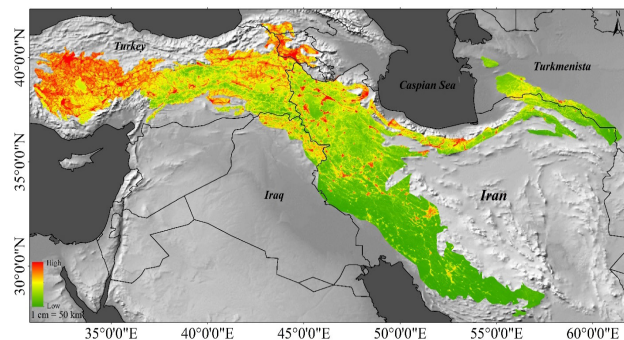 N
Turkey
Caspian Sea
Turkmenista
Iraq
Iran
High
Low
1 cm = 50 km
40°0'0"N
35°0'0"N
30°0'0"N
35°0'0"E 40°0'0"E 45°0'0"E 50°0'0"E 55°0'0"E 60°0'0"E